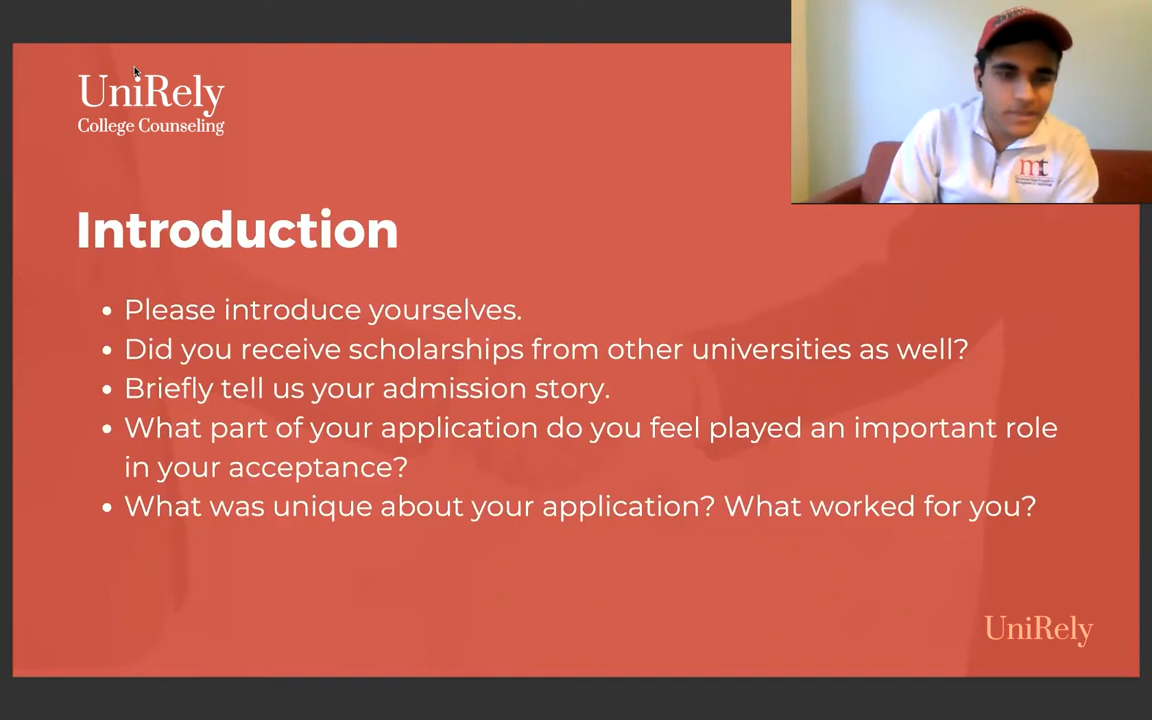 UniRely
College Counseling
mt
Introduction
• Please introduce yourselves.
• Did you receive scholarships from other universities as well?
• Briefly tell us your admission story.
• What part of your application do you feel played an important role
in your acceptance?
• What was unique about your application? What worked for you?
UniRely